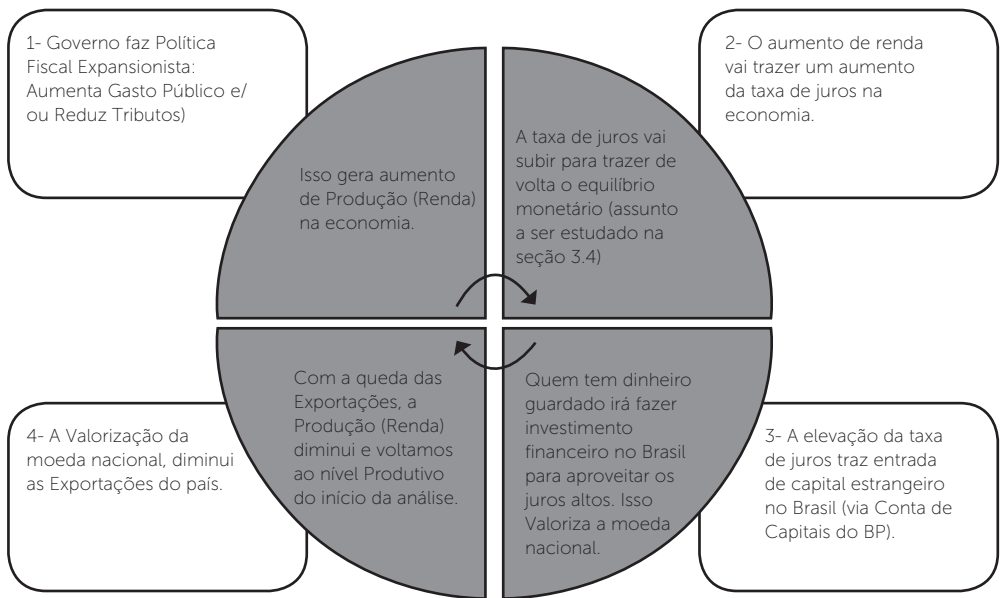 1- Governo faz Política
Fiscal Expansionista:
Aumenta Gasto Público e/
ou Reduz Tributos)
Isso gera aumento
de Produção (Renda)
na economia.
2- O aumento de renda
vai trazer um aumento
da taxa de juros na
economia.
A taxa de juros vai
subir para trazer de
volta o equilíbrio
monetário (assunto
a ser estudado na
seção 3.4)
3- A elevação da taxa
de juros traz entrada
de capital estrangeiro
no Brasil (via Conta de
Capitais do BP).
Quem tem dinheiro
guardado irá fazer
investimento
financeiro no Brasil
para aproveitar os
juros altos. Isso
Valoriza a moeda
nacional.
4- A Valorização da
moeda nacional, diminui
as Exportações do país.
Com a queda das
Exportações, a
Produção (Renda)
diminui e voltamos
ao nível Produtivo
do início da análise.